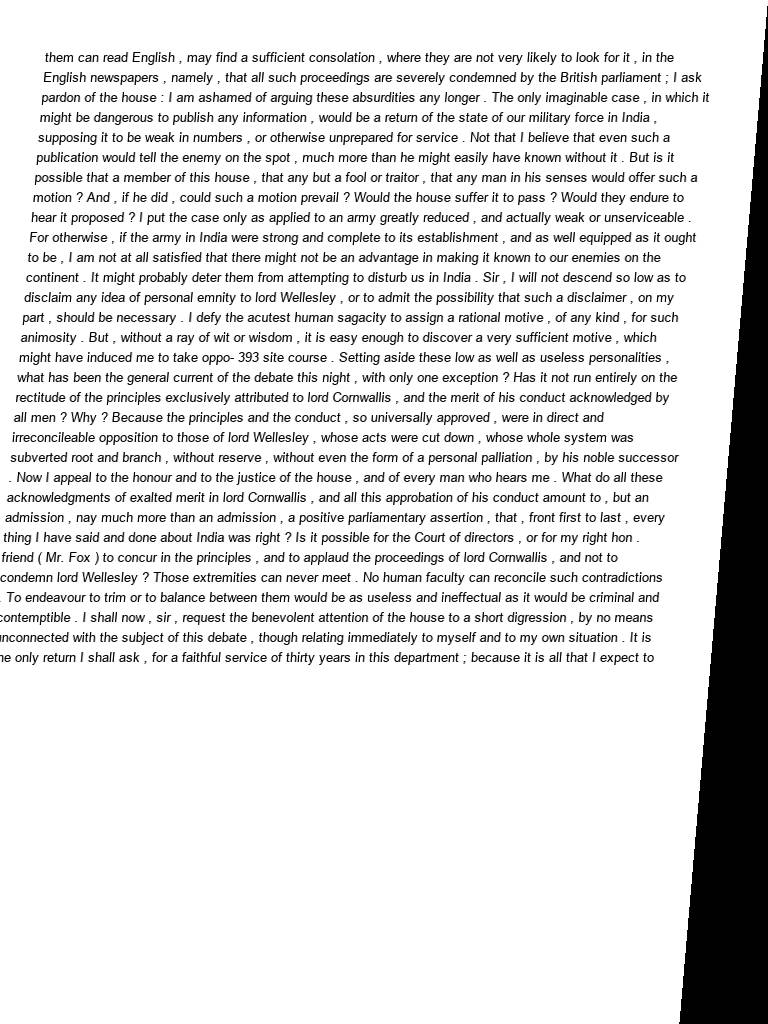 them can read English , may find a sufficient consolation , where they are not very likely to look for it , in the
English newspapers , namely , that all such proceedings are severely condemned by the British parliament ; I ask
pardon of the house : I am ashamed of arguing these absurdities any longer . The only imaginable case , in which it
might be dangerous to publish any information , would be a return of the state of our military force in India ,
supposing it to be weak in numbers , or otherwise unprepared for service . Not that I believe that even such a
publication would tell the enemy on the spot , much more than he might easily have known without it . But is it
possible that a member of this house , that any but a fool or traitor , that any man in his senses would offer such a
motion ? And , if he did , could such a motion prevail ? Would the house suffer it to pass ? Would they endure to
hear it proposed ? I put the case only as applied to an army greatly reduced , and actually weak or unserviceable .
For otherwise , if the army in India were strong and complete to its establishment , and as well equipped as it ought
to be , I am not at all satisfied that there might not be an advantage in making it known to our enemies on the
continent . It might probably deter them from attempting to disturb us in India . Sir , I will not descend so low as to
disclaim any idea of personal emnity to lord Wellesley , or to admit the possibility that such a disclaimer , on my
part , should be necessary . I defy the acutest human sagacity to assign a rational motive , of any kind , for such
animosity . But , without a ray of wit or wisdom , it is easy enough to discover a very sufficient motive , which
might have induced me to take oppo- 393 site course . Setting aside these low as well as useless personalities ,
what has been the general current of the debate this night , with only one exception ? Has it not run entirely on the
rectitude of the principles exclusively attributed to lord Cornwallis , and the merit of his conduct acknowledged by
all men ? Why ? Because the principles and the conduct , so universally approved , were in direct and
irreconcileable opposition to those of lord Wellesley , whose acts were cut down , whose whole system was
subverted root and branch , without reserve , without even the form of a personal palliation , by his noble successor
. Now I appeal to the honour and to the justice of the house , and of every man who hears me . What do all these
acknowledgments of exalted merit in lord Cornwallis , and all this approbation of his conduct amount to , but an
admission , nay much more than an admission , a positive parliamentary assertion , that , front first to last , every
thing I have said and done about India was right ? Is it possible for the Court of directors , or for my right hon .
friend ( Mr. Fox ) to concur in the principles , and to applaud the proceedings of lord Cornwallis , and not to
condemn lord Wellesley ? Those extremities can never meet . No human faculty can reconcile such contradictions
. To endeavour to trim or to balance between them would be as useless and ineffectual as it would be criminal and
contemptible . I shall now , sir , request the benevolent attention of the house to a short digression , by no means
unconnected with the subject of this debate , though relating immediately to myself and to my own situation . It is
the only return I shall ask , for a faithful service of thirty years in this department ; because it is all that I expect to